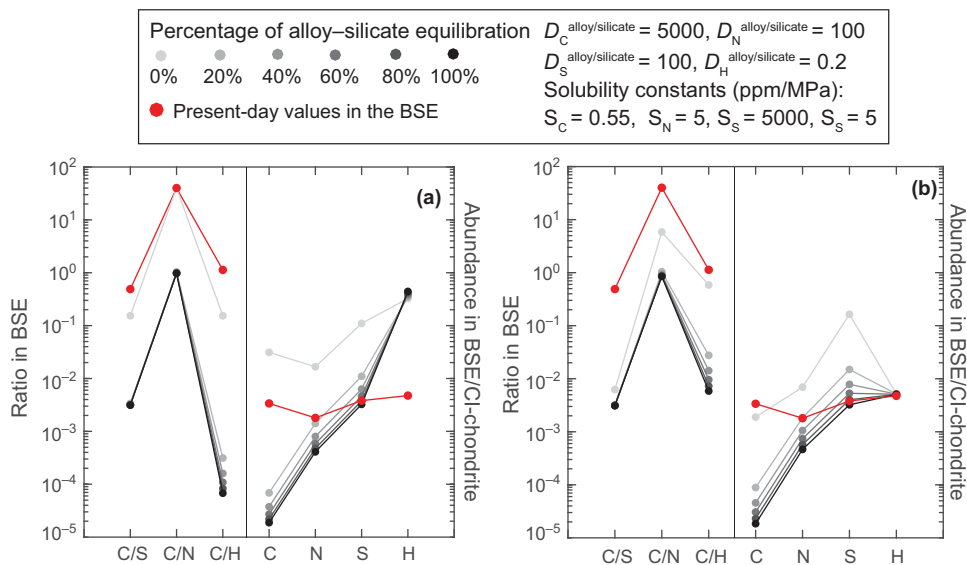 Percentage of alloy–silicate equilibration
0% 20% 40% 60% 80% 100%
Present-day values in the BSE
D_C^alloy/silicate = 5000, D_N^alloy/silicate = 100
D_S^alloy/silicate = 100, D_H^alloy/silicate = 0.2
Solubility constants (ppm/MPa):
S_C = 0.55, S_N = 5, S_S = 5000, S_S = 5
(a)
Ratio in BSE
10^2
10^1
10^0
10^-1
10^-2
10^-3
10^-4
10^-5
C/S C/N C/H C N S H
Abundance in BSE/CI-chondrite
(b)
Ratio in BSE
10^2
10^1
10^0
10^-1
10^-2
10^-3
10^-4
10^-5
C/S C/N C/H C N S H
Abundance in BSE/CI-chondrite